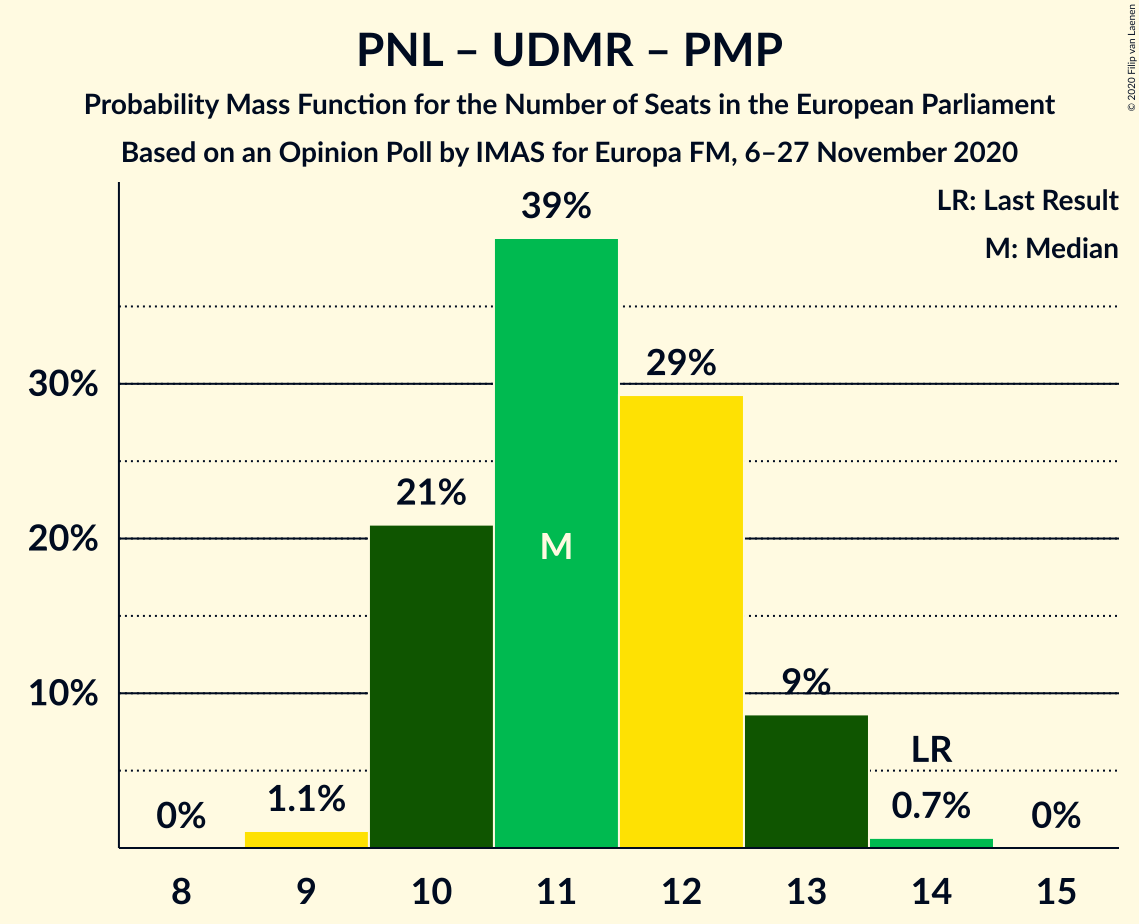 PNL – UDMR – PMP
Probability Mass Function for the Number of Seats in the European Parliament
Based on an Opinion Poll by IMAS for Europa FM, 6–27 November 2020
© 2020 Filip van Laenen
LR: Last Result
M: Median
39%
29%
30%
21%
20%
M
10%
9%
LR
0%
1.1%
0.7%
0%
8 9 10 11 12 13 14 15